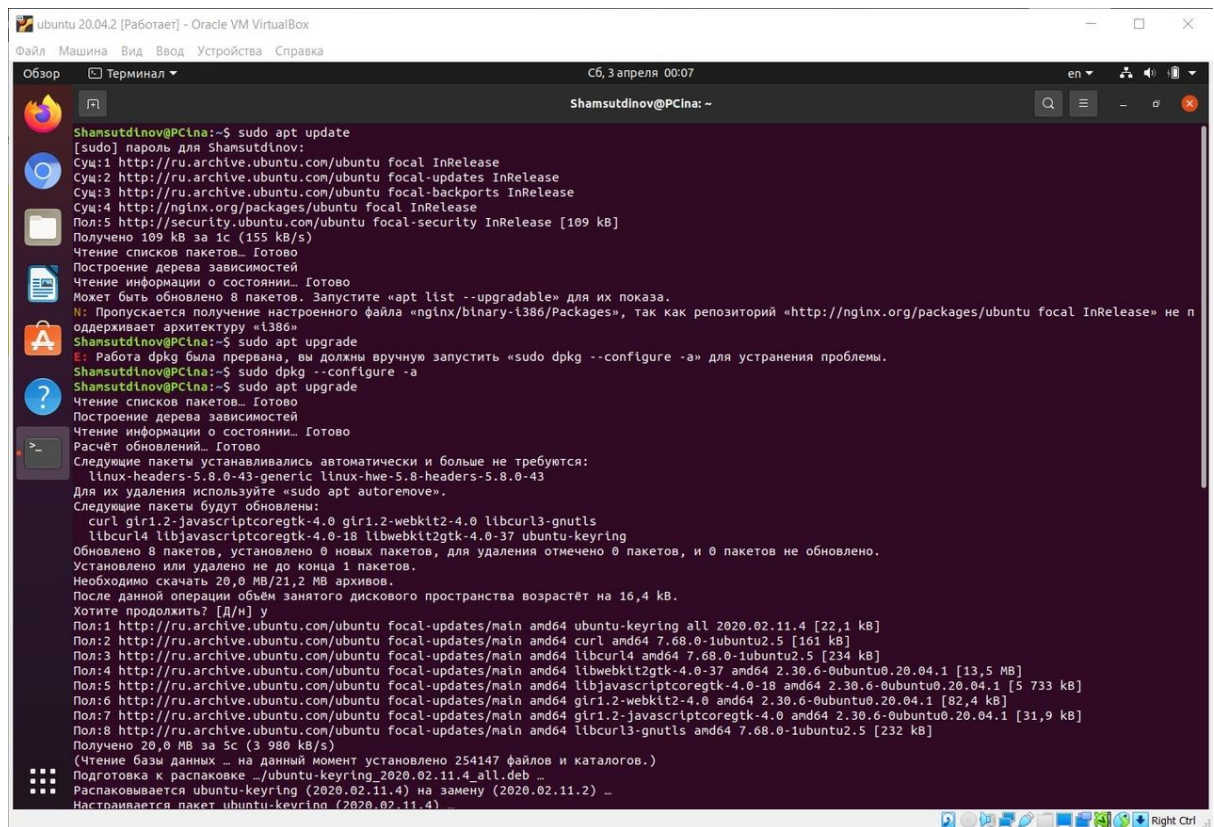 ubuntu 20.04.2 [Работает] - Oracle VM VirtualBox
Файл Машина Вид Ввод Устройства Справка
Обзор Терминал Сб, 3 апреля 00:07 en
Shamsutdinov@PCina: ~
Shamsutdinov@PCina:~$ sudo apt update
[sudo] пароль для Shamsutdinov:
Сущ:1 http://ru.archive.ubuntu.com/ubuntu focal InRelease
Сущ:2 http://ru.archive.ubuntu.com/ubuntu focal-updates InRelease
Сущ:3 http://ru.archive.ubuntu.com/ubuntu focal-backports InRelease
Сущ:4 http://nginx.org/packages/ubuntu focal InRelease
Пол:5 http://security.ubuntu.com/ubuntu focal-security InRelease [109 kB]
Получено 109 kB за 1с (155 kB/s)
Чтение списков пакетов… Готово
Построение дерева зависимостей
Чтение информации о состоянии… Готово
Может быть обновлено 8 пакетов. Запустите «apt list --upgradable» для их показа.
N: Пропускается получение настроенного файла «nginx/binary-i386/Packages», так как репозиторий «http://nginx.org/packages/ubuntu focal InRelease» не п
оддерживает архитектуру «i386»
Shamsutdinov@PCina:~$ sudo apt upgrade
E: Работа dpkg была прервана, вы должны вручную запустить «sudo dpkg --configure -a» для устранения проблемы.
Shamsutdinov@PCina:~$ sudo dpkg --configure -a
Shamsutdinov@PCina:~$ sudo apt upgrade
Чтение списков пакетов… Готово
Построение дерева зависимостей
Чтение информации о состоянии… Готово
Расчёт обновлений… Готово
Следующие пакеты устанавливались автоматически и больше не требуются:
linux-headers-5.8.0-43-generic linux-hwe-5.8-headers-5.8.0-43
Для их удаления используйте «sudo apt autoremove».
Следующие пакеты будут обновлены:
curl gir1.2-javascriptcoregtk-4.0 gir1.2-webkit2-4.0 libcurl3-gnutls
libcurl4 libjavascriptcoregtk-4.0-18 libwebkit2gtk-4.0-37 ubuntu-keyring
Обновлено 8 пакетов, установлено 0 новых пакетов, для удаления отмечено 0 пакетов, и 0 пакетов не обновлено.
Установлено или удалено не до конца 1 пакетов.
Необходимо скачать 20,0 MB/21,2 MB архивов.
После данной операции объём занятого дискового пространства возрастёт на 16,4 kB.
Хотите продолжить? [Д/н] y
Пол:1 http://ru.archive.ubuntu.com/ubuntu focal-updates/main amd64 ubuntu-keyring all 2020.02.11.4 [22,1 kB]
Пол:2 http://ru.archive.ubuntu.com/ubuntu focal-updates/main amd64 curl amd64 7.68.0-1ubuntu2.5 [161 kB]
Пол:3 http://ru.archive.ubuntu.com/ubuntu focal-updates/main amd64 libcurl4 amd64 7.68.0-1ubuntu2.5 [234 kB]
Пол:4 http://ru.archive.ubuntu.com/ubuntu focal-updates/main amd64 libwebkit2gtk-4.0-37 amd64 2.30.6-0ubuntu0.20.04.1 [13,5 MB]
Пол:5 http://ru.archive.ubuntu.com/ubuntu focal-updates/main amd64 libjavascriptcoregtk-4.0-18 amd64 2.30.6-0ubuntu0.20.04.1 [5 733 kB]
Пол:6 http://ru.archive.ubuntu.com/ubuntu focal-updates/main amd64 gir1.2-webkit2-4.0 amd64 2.30.6-0ubuntu0.20.04.1 [82,4 kB]
Пол:7 http://ru.archive.ubuntu.com/ubuntu focal-updates/main amd64 gir1.2-javascriptcoregtk-4.0 amd64 2.30.6-0ubuntu0.20.04.1 [31,9 kB]
Пол:8 http://ru.archive.ubuntu.com/ubuntu focal-updates/main amd64 libcurl3-gnutls amd64 7.68.0-1ubuntu2.5 [232 kB]
Получено 20,0 MB за 5с (3 980 kB/s)
(Чтение базы данных … на данный момент установлено 254147 файлов и каталогов.)
Подготовка к распаковке …/ubuntu-keyring_2020.02.11.4_all.deb …
Распаковывается ubuntu-keyring (2020.02.11.4) на замену (2020.02.11.2) …
Настраивается пакет ubuntu-keyring (2020.02.11.4) …
Right Ctrl